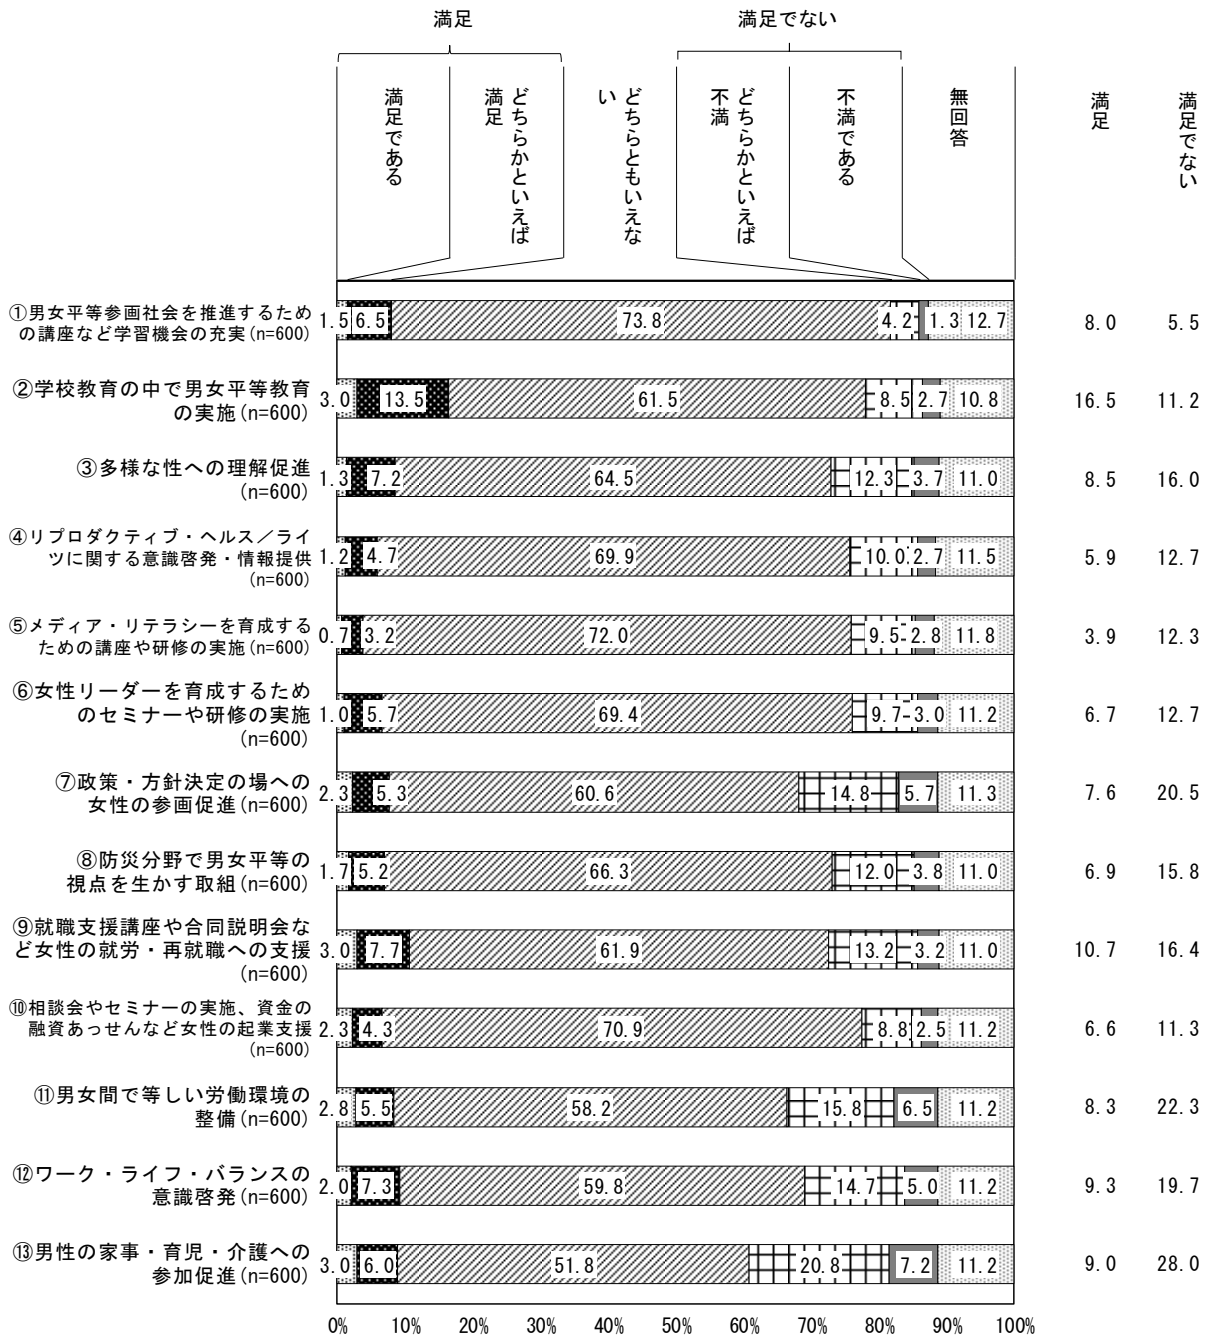 満足
満足でない
満足である
どちらかといえば
満足
どちらともいえな
い
どちらかといえば
不満
不満である
無回答
満足
満足でない
①男女平等参画社会を推進するため
の講座など学習機会の充実(n=600)
1.5 6.5 73.8 4.2 1.3 12.7 8.0 5.5
②学校教育の中で男女平等教育
の実施(n=600)
3.0 13.5 61.5 8.5 2.7 10.8 16.5 11.2
③多様な性への理解促進
(n=600)
1.3 7.2 64.5 12.3 3.7 11.0 8.5 16.0
④リプロダクティブ・ヘルス／ライ
ツに関する意識啓発・情報提供
(n=600)
1.2 4.7 69.9 10.0 2.7 11.5 5.9 12.7
⑤メディア・リテラシーを育成する
ための講座や研修の実施(n=600)
0.7 3.2 72.0 9.5 2.8 11.8 3.9 12.3
⑥女性リーダーを育成するため
のセミナーや研修の実施
(n=600)
1.0 5.7 69.4 9.7 3.0 11.2 6.7 12.7
⑦政策・方針決定の場への
女性の参画促進(n=600)
2.3 5.3 60.6 14.8 5.7 11.3 7.6 20.5
⑧防災分野で男女平等の
視点を生かす取組(n=600)
1.7 5.2 66.3 12.0 3.8 11.0 6.9 15.8
⑨就職支援講座や合同説明会な
ど女性の就労・再就職への支援
(n=600)
3.0 7.7 61.9 13.2 3.2 11.0 10.7 16.4
⑩相談会やセミナーの実施、資金の
融資あっせんなど女性の起業支援
(n=600)
2.3 4.3 70.9 8.8 2.5 11.2 6.6 11.3
⑪男女間で等しい労働環境の
整備(n=600)
2.8 5.5 58.2 15.8 6.5 11.2 8.3 22.3
⑫ワーク・ライフ・バランスの
意識啓発(n=600)
2.0 7.3 59.8 14.7 5.0 11.2 9.3 19.7
⑬男性の家事・育児・介護への
参加促進(n=600)
3.0 6.0 51.8 20.8 7.2 11.2 9.0 28.0
0% 10% 20% 30% 40% 50% 60% 70% 80% 90% 100%